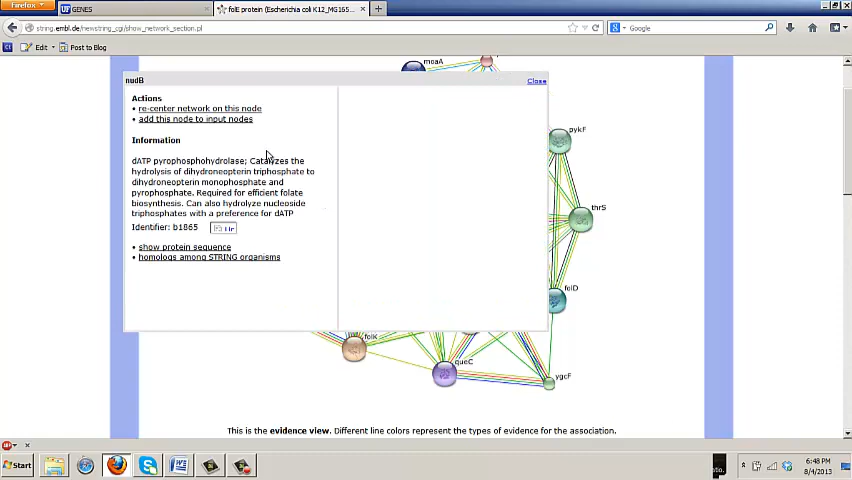 Firefox
GENES
folE protein (Escherichia coli K12_MG165...
string.embl.de/newstring_cgi/show_network_section.pl
Google
Edit
Post to Blog
moaA
nudB
Close
Actions
• re-center network on this node
• add this node to input nodes
pykF
Information
dATP pyrophosphohydrolase; Catalyzes the
hydrolysis of dihydroneopterin triphosphate to
dihydroneopterin monophosphate and
pyrophosphate. Required for efficient folate
biosynthesis. Can also hydrolyze nucleoside
triphosphates with a preference for dATP
thrS
Identifier: b1865
• show protein sequence
• homologs among STRING organisms
folD
folK
queC
ygcF
This is the evidence view. Different line colors represent the types of evidence for the association.
Start
6:48 PM
8/4/2013